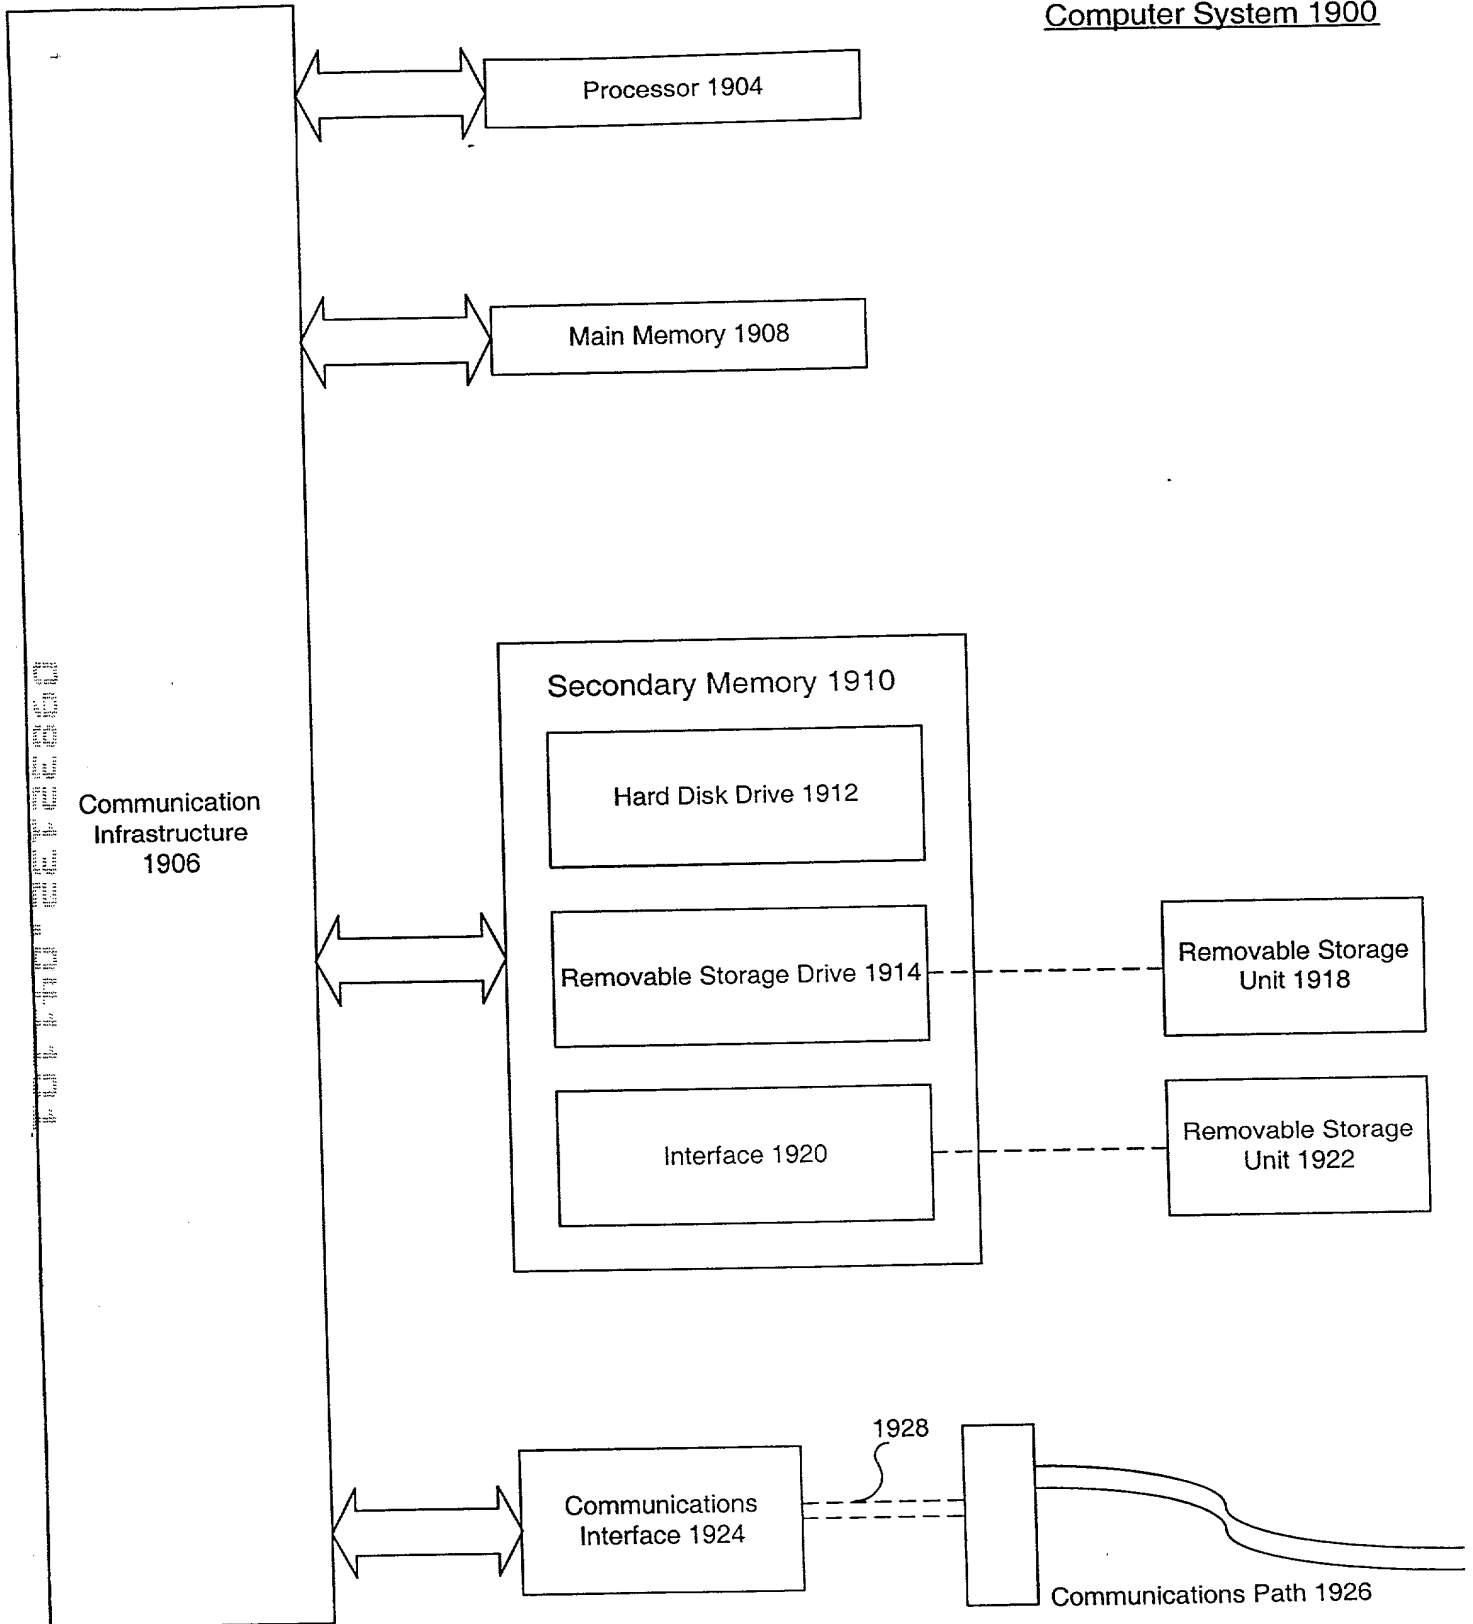 Computer System 1900
Processor 1904
Main Memory 1908
Secondary Memory 1910
Hard Disk Drive 1912
Communication
Infrastructure
1906
Removable Storage Drive 1914
Removable Storage
Unit 1918
Interface 1920
Removable Storage
Unit 1922
1928
Communications
Interface 1924
Communications Path 1926